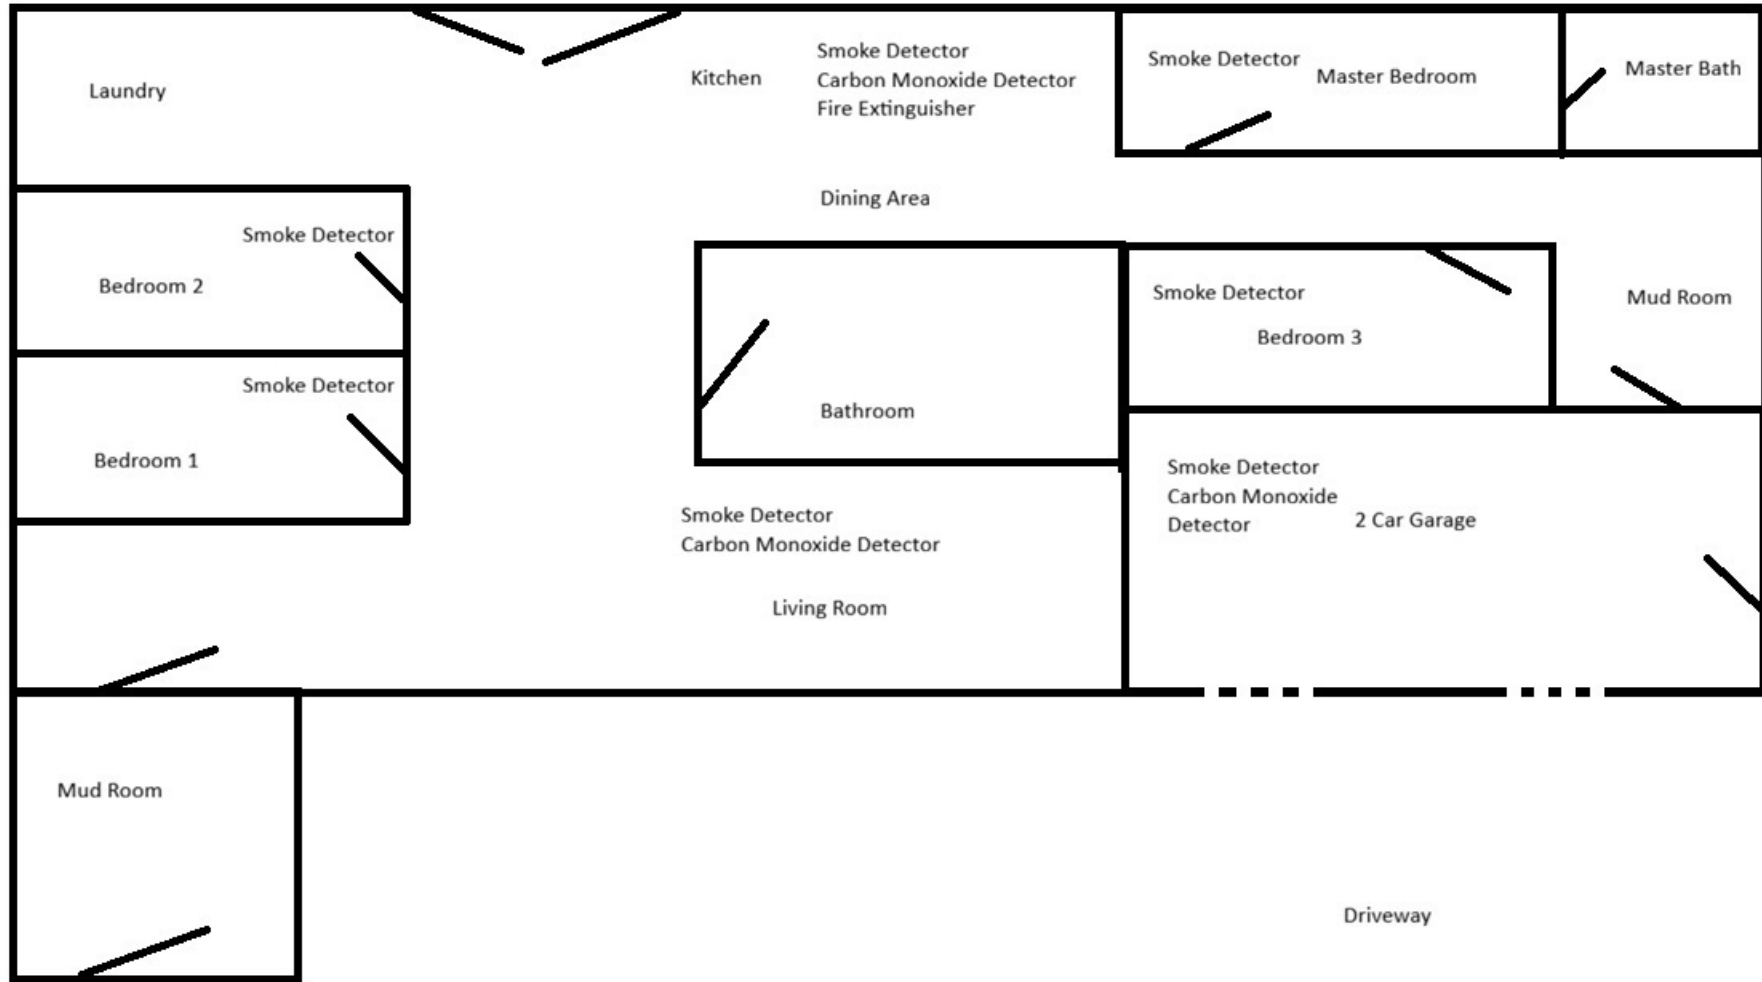 Laundry
Kitchen
Smoke Detector
Carbon Monoxide Detector
Fire Extinguisher
Smoke Detector
Master Bedroom
Master Bath
Dining Area
Smoke Detector
Bedroom 2
Smoke Detector
Bedroom 3
Mud Room
Smoke Detector
Bedroom 1
Bathroom
Smoke Detector
Carbon Monoxide
Detector
2 Car Garage
Smoke Detector
Carbon Monoxide Detector
Living Room
Mud Room
Driveway